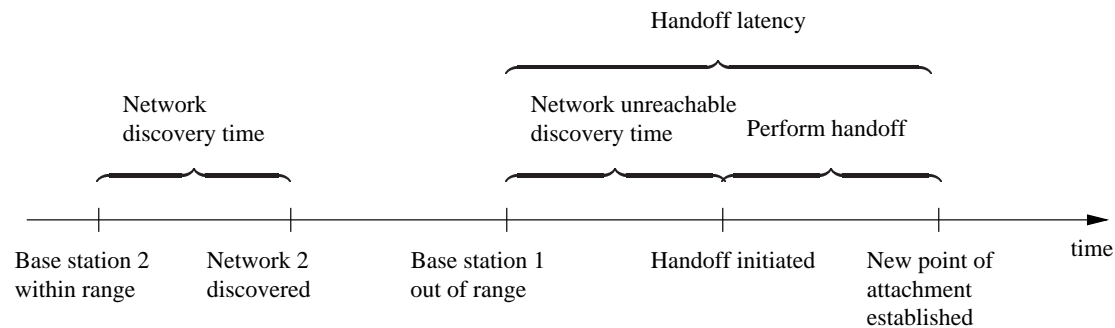 Handoff latency
Network
discovery time
Network unreachable
discovery time
Perform handoff
time
Base station 2
within range
Network 2
discovered
Base station 1
out of range
Handoff initiated
New point of
attachment
established